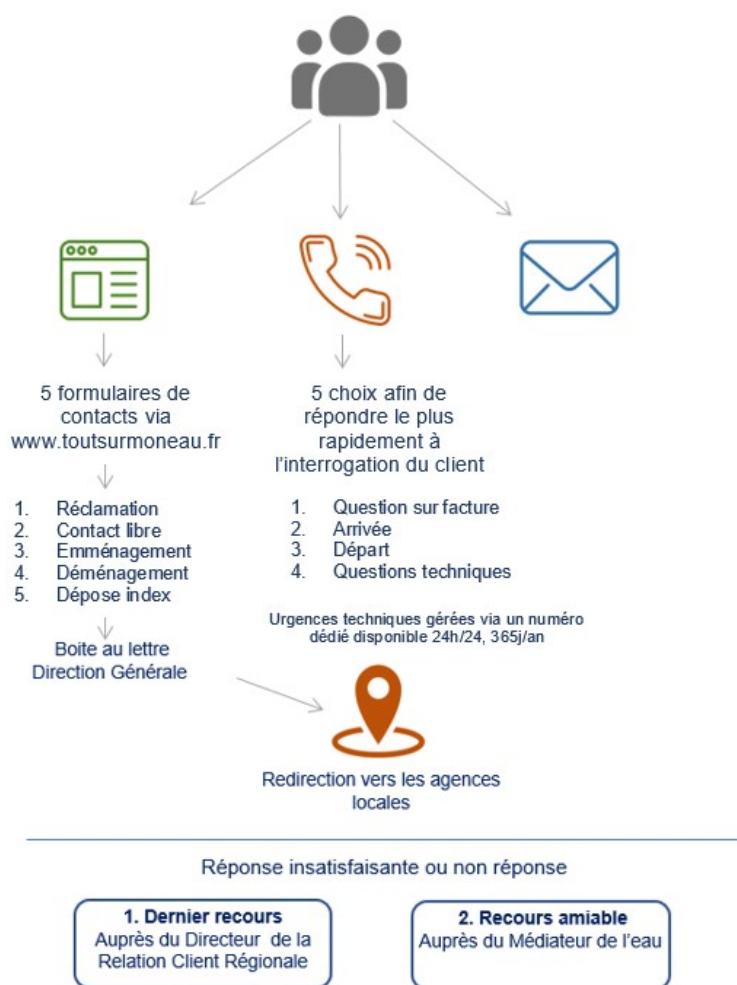 5 formulaires de
contacts via
www.toutsurmoneau.fr
1. Réclamation
2. Contact libre
3. Emménagement
4. Déménagement
5. Dépose index
Boite au lettre
Direction Générale
5 choix afin de
répondre le plus
rapidement à
l'interrogation du client
1. Question sur facture
2. Arrivée
3. Départ
4. Questions techniques
Urgences techniques gérées via un numéro
dédié disponible 24h/24, 365j/an
Redirection vers les agences
locales
Réponse insatisfaisante ou non réponse
1. Dernier recours
Auprès du Directeur de la
Relation Client Régionale
2. Recours amiable
Auprès du Médiateur de l'eau